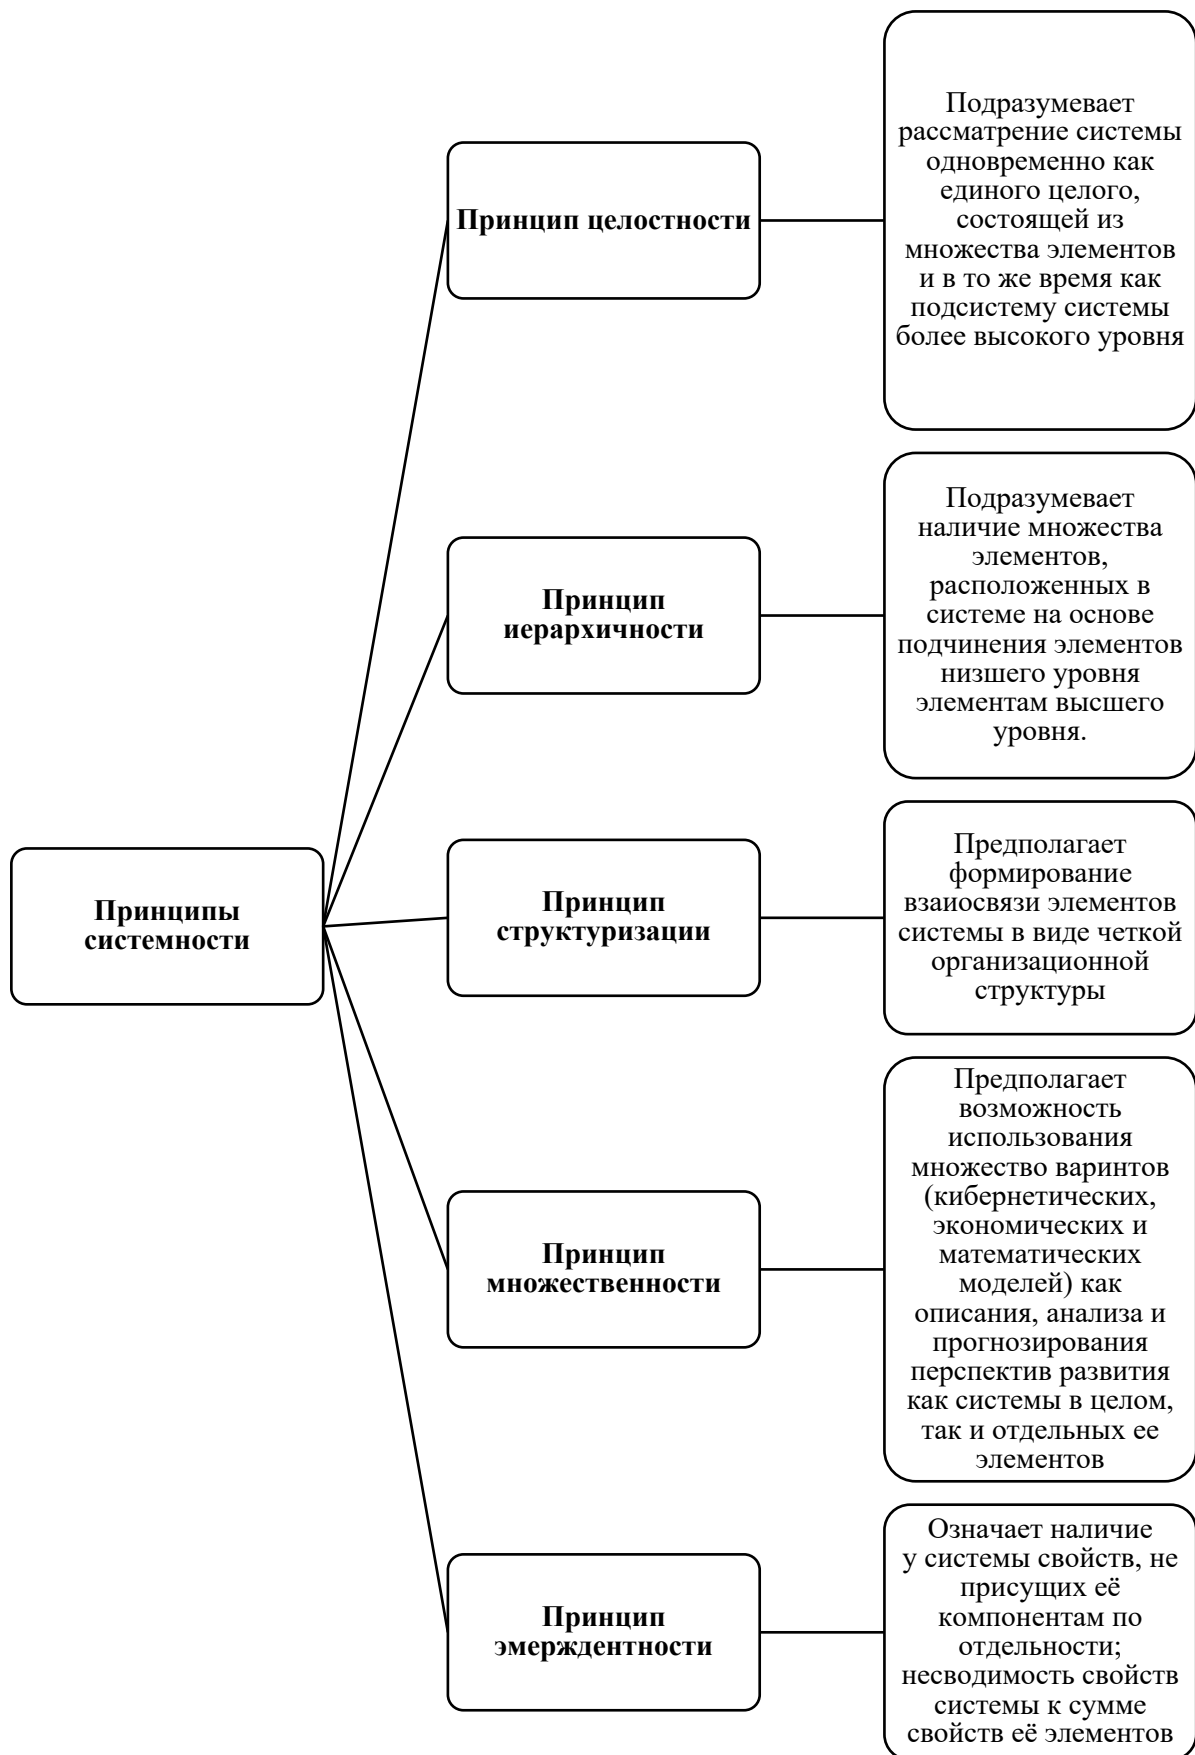 Принципы
системности
Принцип целостности
Подразумевает
рассматрение системы
одновременно как
единого целого,
состоящей из
множества элементов
и в то же время как
подсистему системы
более высокого уровня
Принцип
иерархичности
Подразумевает
наличие множества
элементов,
расположенных в
системе на основе
подчинения элементов
низшего уровня
элементам высшего
уровня.
Принцип
структуризации
Предполагает
формирование
взаиосвязи элементов
системы в виде четкой
организационной
структуры
Принцип
множественности
Предполагает
возможность
использования
множество варинтов
(кибернетических,
экономических и
математических
моделей) как
описания, анализа и
прогнозирования
перспектив развития
как системы в целом,
так и отдельных ее
элементов
Принцип
эмерждентности
Означает наличие
у системы свойств, не
присущих её
компонентам по
отдельности;
несводимость свойств
системы к сумме
свойств её элементов